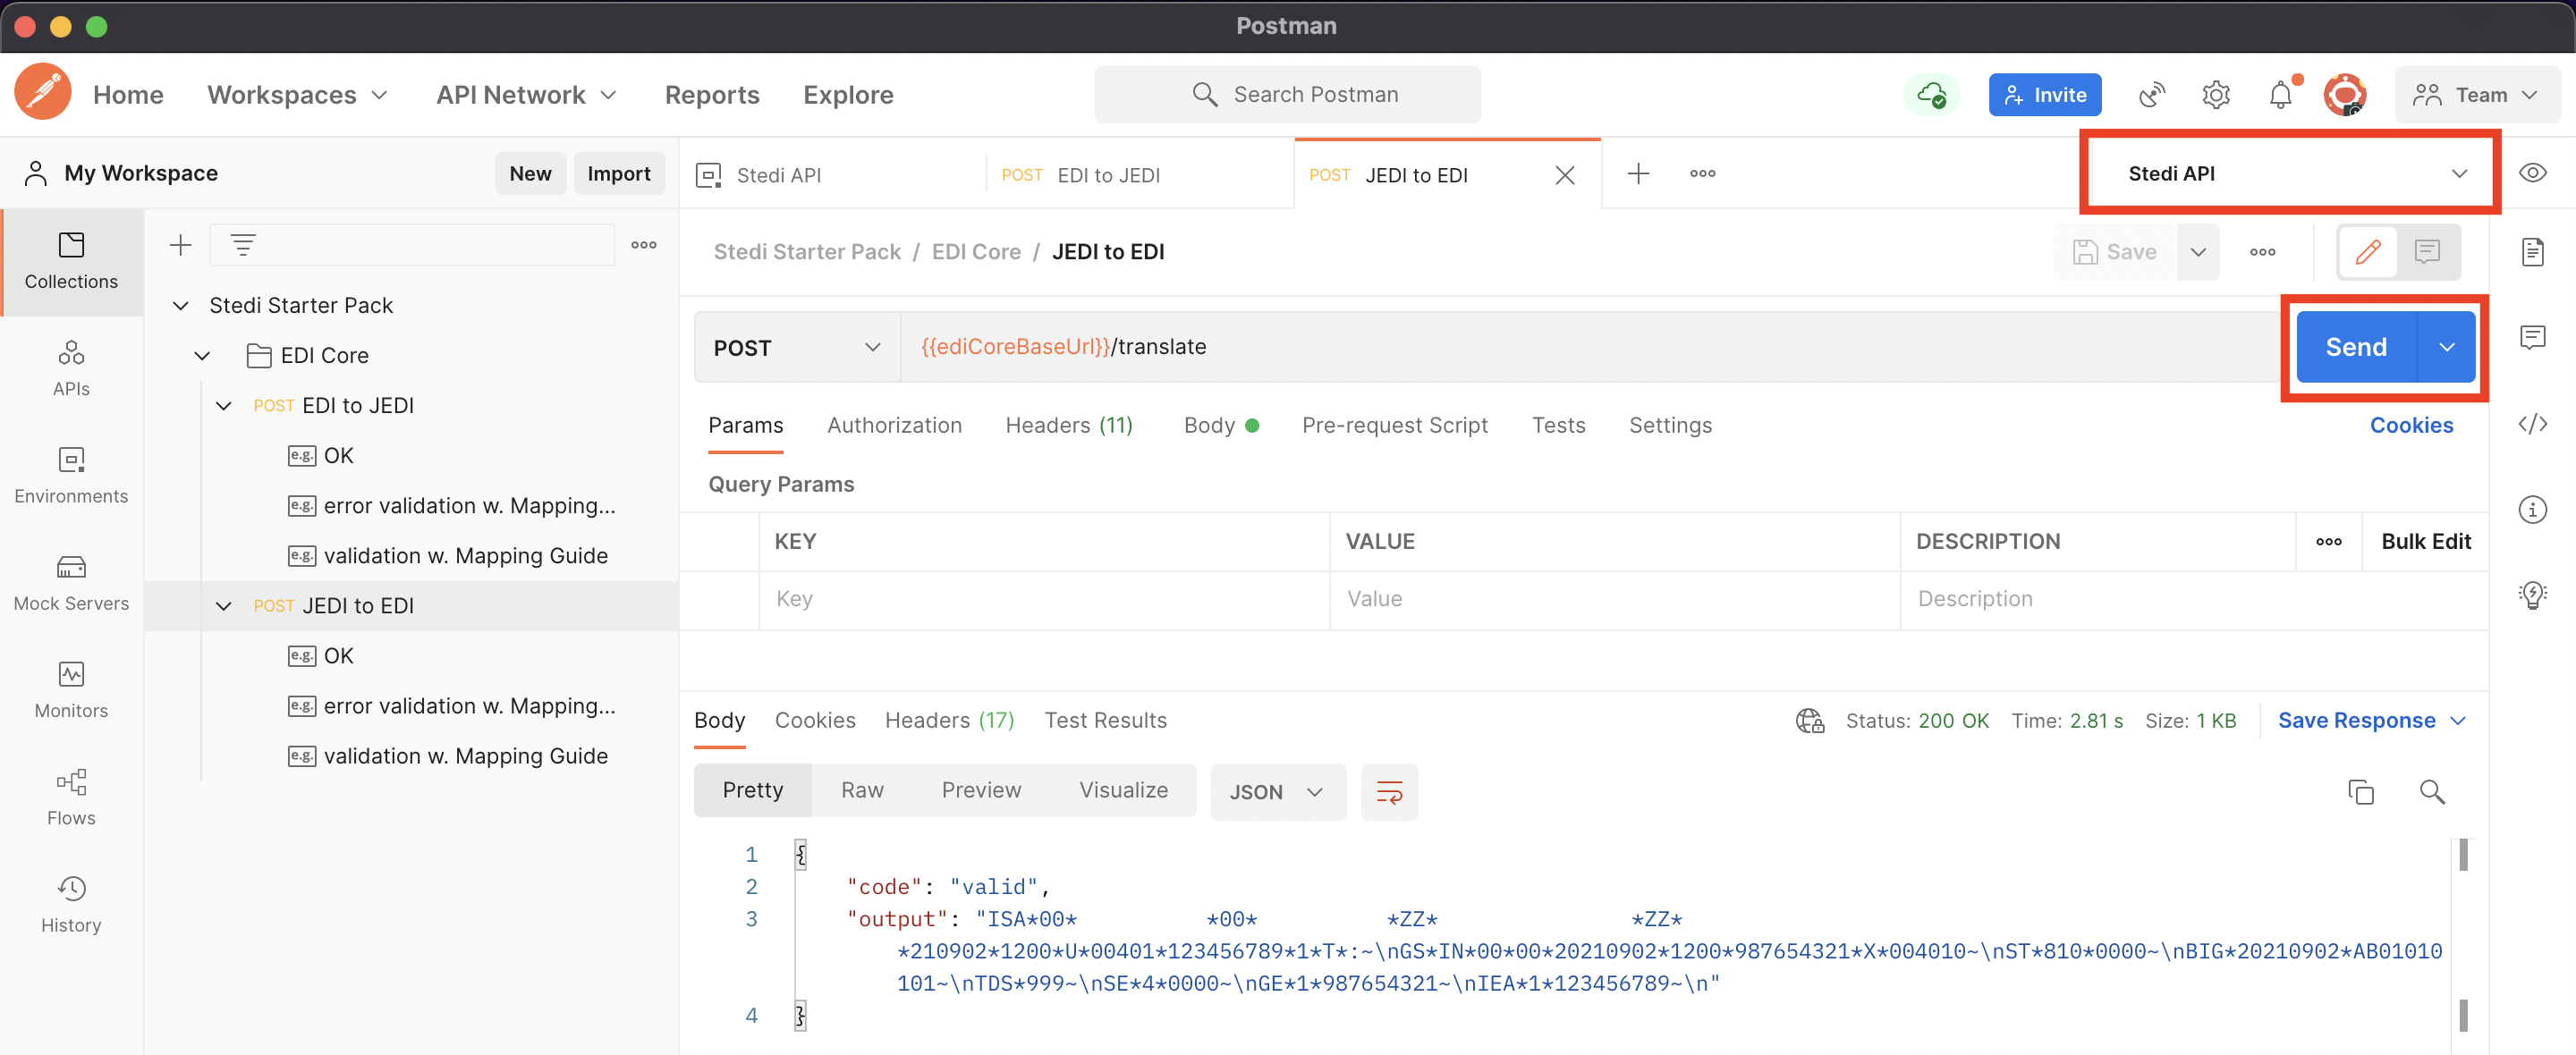 Postman
Home Workspaces API Network Reports Explore Search Postman Invite Team
My Workspace New Import Stedi API POST EDI to JEDI POST JEDI to EDI Stedi API
Collections
APIs
Environments
Mock Servers
Monitors
Flows
History
Stedi Starter Pack
EDI Core
POST EDI to JEDI
e.g. OK
e.g. error validation w. Mapping...
e.g. validation w. Mapping Guide
POST JEDI to EDI
e.g. OK
e.g. error validation w. Mapping...
e.g. validation w. Mapping Guide
Stedi Starter Pack / EDI Core / JEDI to EDI Save
POST {{ediCoreBaseUrl}}/translate Send
Params Authorization Headers (11) Body Pre-request Script Tests Settings Cookies
Query Params
KEY VALUE DESCRIPTION Bulk Edit
Key Value Description
Body Cookies Headers (17) Test Results Status: 200 OK Time: 2.81 s Size: 1 KB Save Response
Pretty Raw Preview Visualize JSON
1 {
2 "code": "valid",
3 "output": "ISA*00*          *00*          *ZZ*               *ZZ*
*210902*1200*U*00401*123456789*1*T*:~\nGS*IN*00*00*20210902*1200*987654321*X*004010~\nST*810*0000~\nBIG*20210902*AB01010
101~\nTDS*999~\nSE*4*0000~\nGE*1*987654321~\nIEA*1*123456789~\n"
4 }